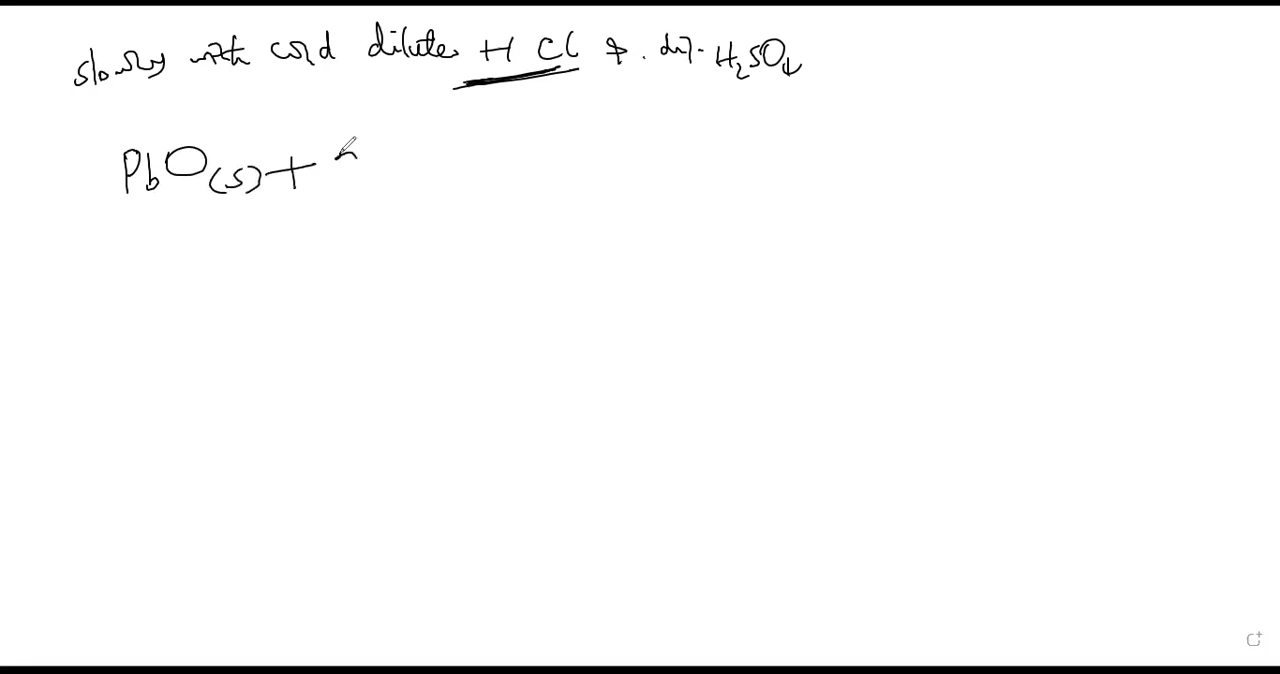 slowly with cold dilute HCl & dil. H₂SO₄
PbO(s) +